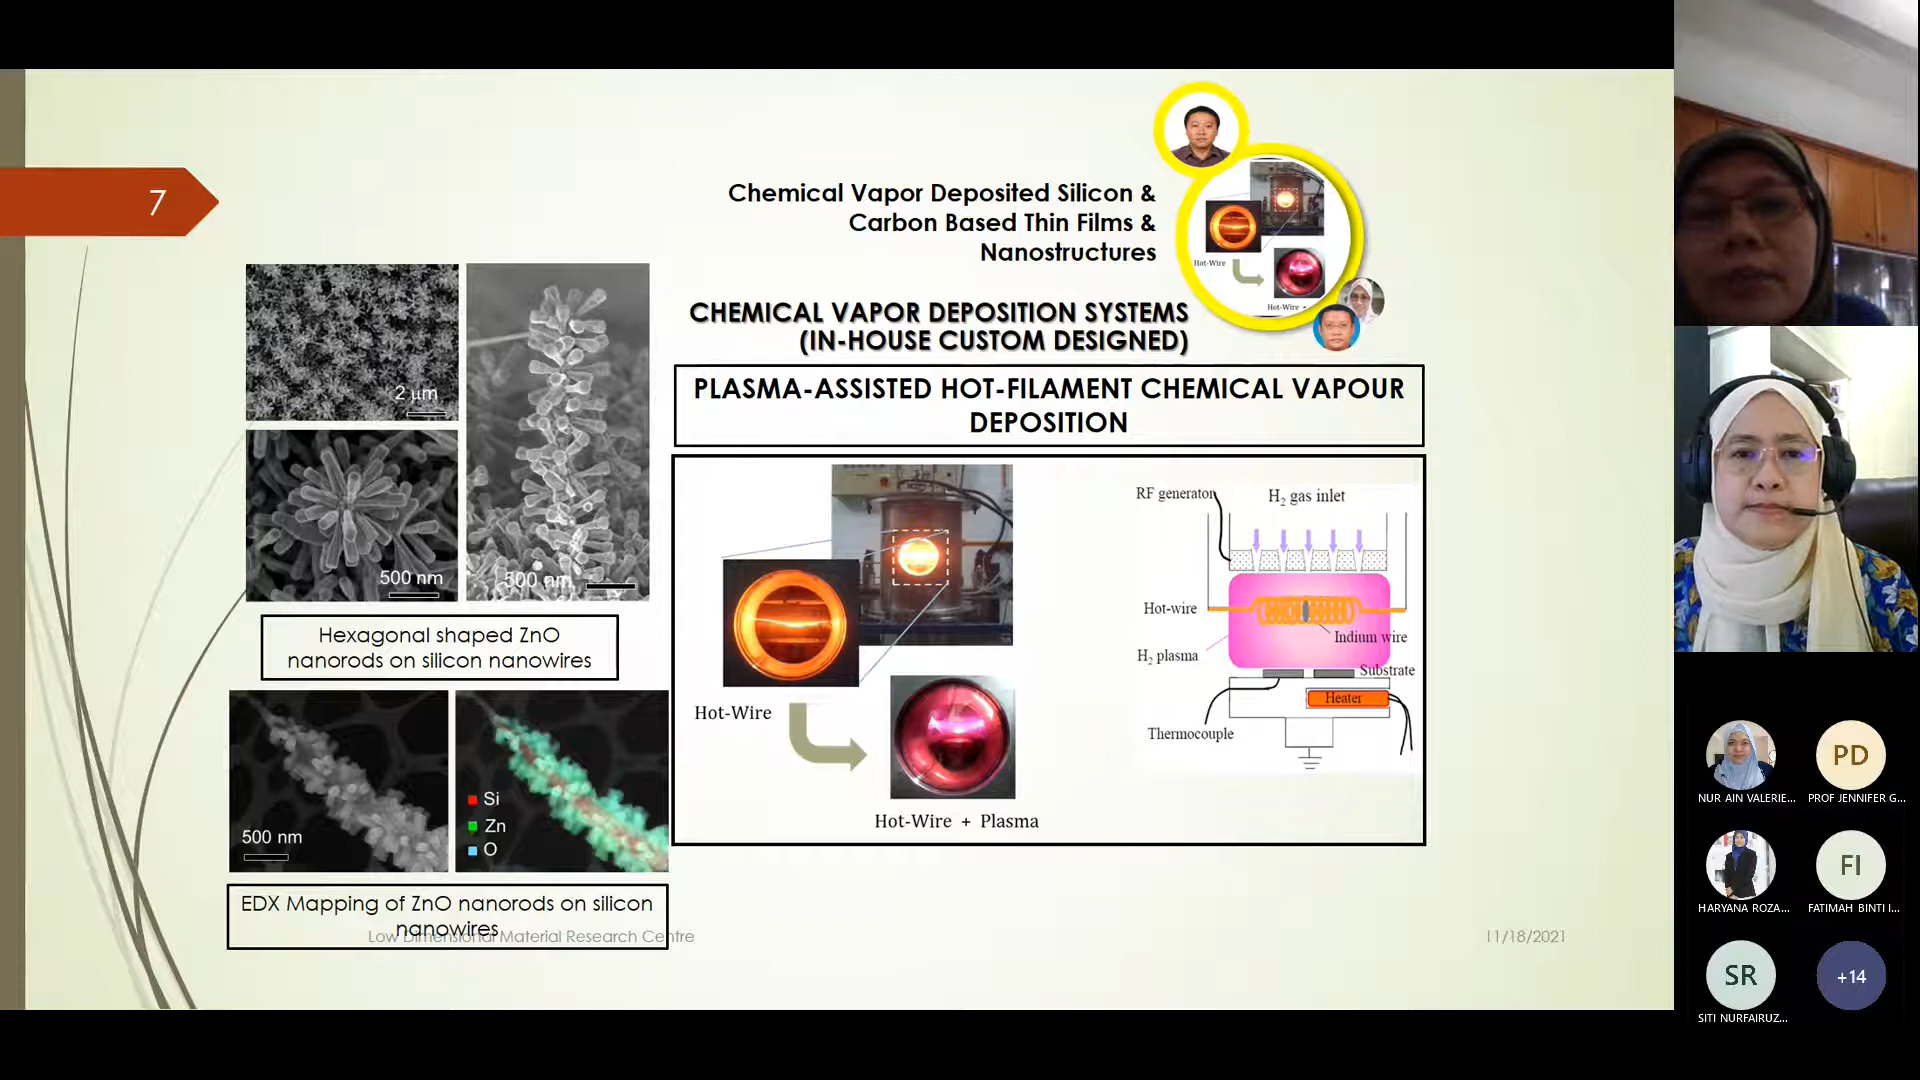 7
Chemical Vapor Deposited Silicon &
Carbon Based Thin Films &
Nanostructures
Hot-Wire
Hot-Wire +
CHEMICAL VAPOR DEPOSITION SYSTEMS
(IN-HOUSE CUSTOM DESIGNED)
PLASMA-ASSISTED HOT-FILAMENT CHEMICAL VAPOUR
DEPOSITION
2 μm
500 nm
500 nm
Hexagonal shaped ZnO
nanorods on silicon nanowires
500 nm
Si
Zn
O
EDX Mapping of ZnO nanorods on silicon
nanowires
Hot-Wire
Hot-Wire + Plasma
RF generator
H₂ gas inlet
Hot-wire
Indium wire
H₂ plasma
Substrate
Heater
Thermocouple
Low Dimensional Material Research Centre
11/18/2021
PD
NUR AIN VALERIE...
PROF JENNIFER G...
FI
HARYANA ROZA...
FATIMAH BINTI I...
SR
+14
SITI NURFAIRUZ...